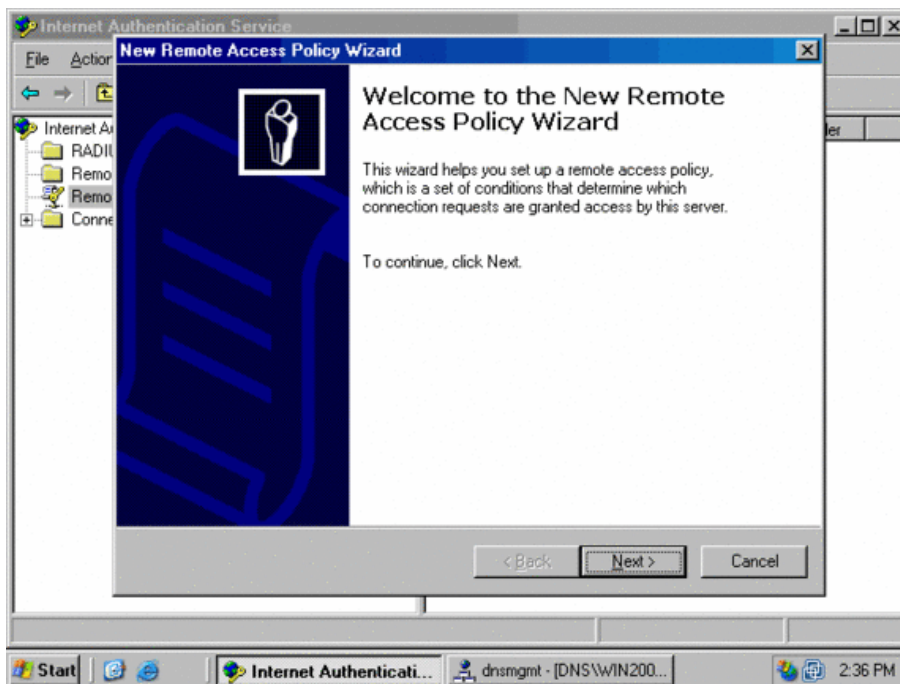 Internet Authentication Service
New Remote Access Policy Wizard
File Action
Internet Au
RADIU
Remo
Remo
Conne
Welcome to the New Remote
Access Policy Wizard
This wizard helps you set up a remote access policy,
which is a set of conditions that determine which
connection requests are granted access by this server.
To continue, click Next.
der
< Back
Next >
Cancel
Start
Internet Authenticati...
dnsmgmt - [DNS\WIN200...
2:36 PM